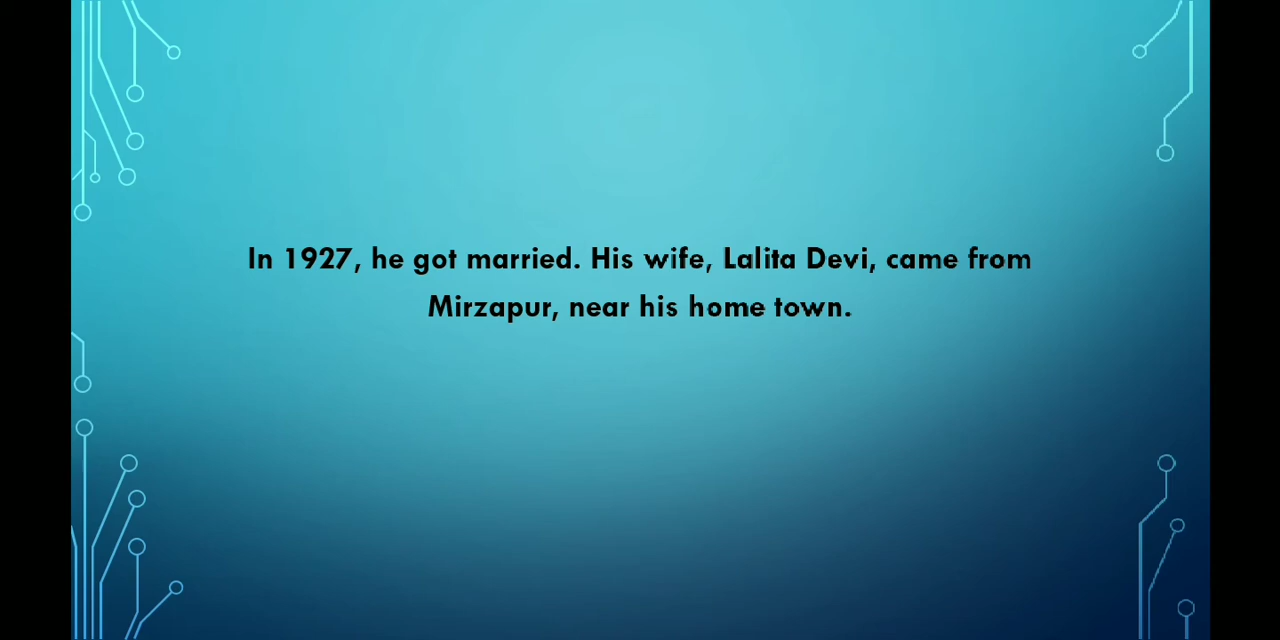 In 1927, he got married. His wife, Lalita Devi, came from
Mirzapur, near his home town.